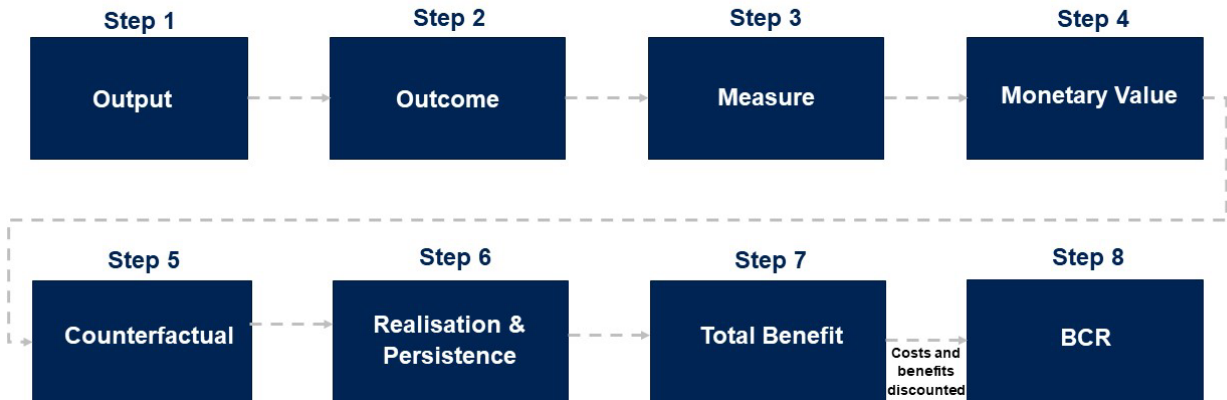 Step 1
Step 2
Step 3
Step 4
Output
Outcome
Measure
Monetary Value
Step 5
Step 6
Step 7
Step 8
Counterfactual
Realisation &
Persistence
Total Benefit
Costs and
benefits
discounted
BCR